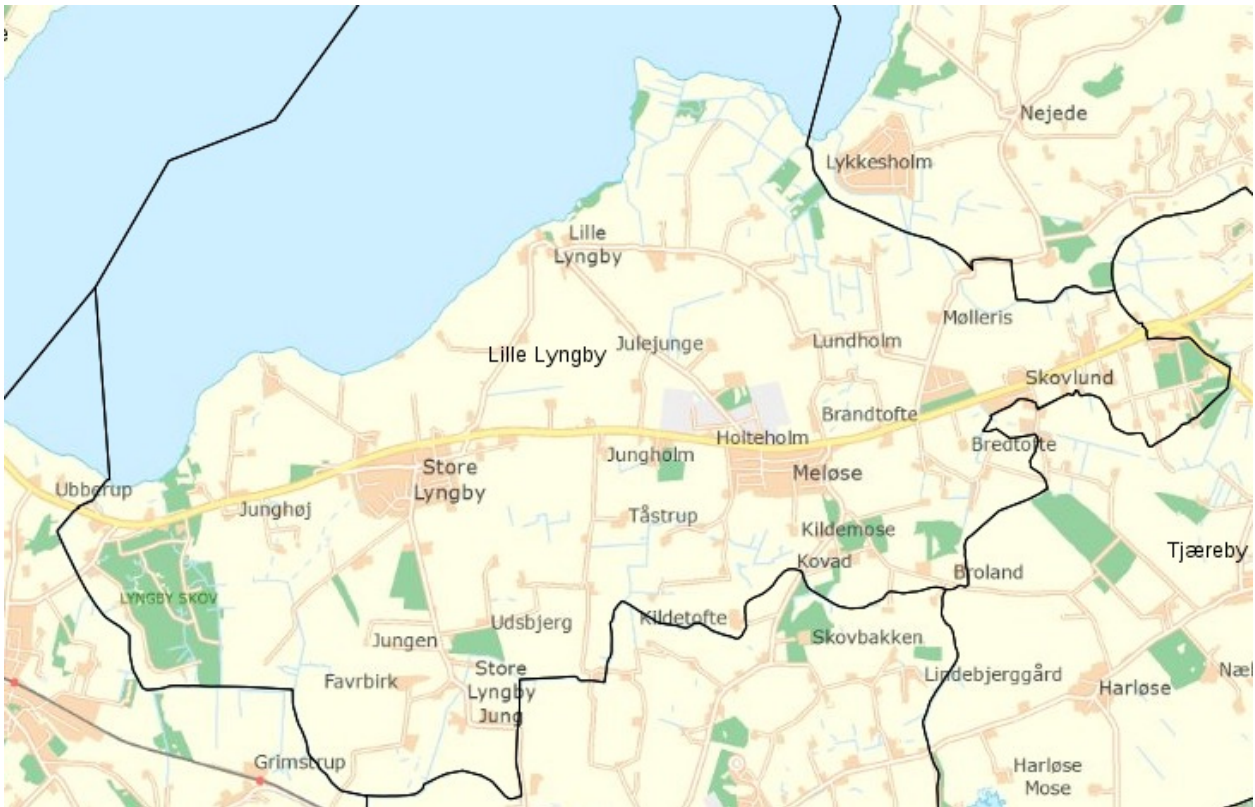 e
Nejede
Lykkesholm
Lille
Lyngby
Mølleris
Julejunge
Lundholm
Lille Lyngby
Skovlund
Brandtofte
Holteholm
Bredtofte
Jungholm
Store
Lyngby
Meløse
Ubberup
Junghøj
Tåstrup
Kildemose
Tjæreby
Kovad
Broland
LYNGBY SKOV
Udsbjerg
Kildetofte
Jungen
Skovbakken
Store
Lyngby
Jung
Favrbirk
Lindebjerggård
Næl
Harløse
Grimstrup
Harløse
Mose